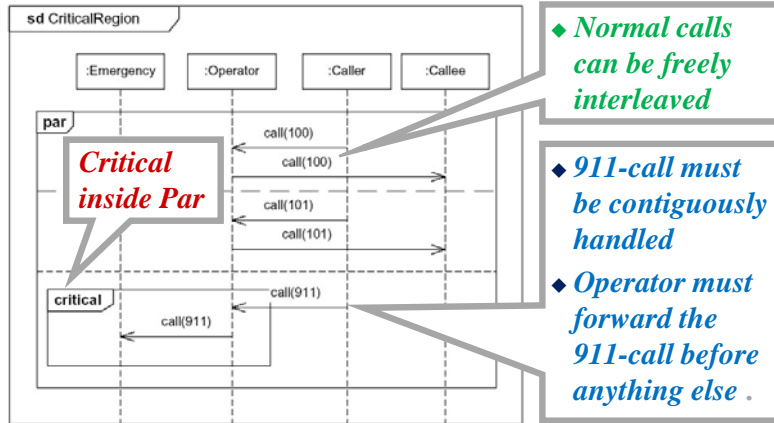 sd CriticalRegion
:Emergency
:Operator
:Caller
:Callee
par
call(100)
call(100)
call(101)
call(101)
critical
call(911)
call(911)
Critical
inside Par
◆ Normal calls
can be freely
interleaved
◆ 911-call must
be contiguously
handled
◆ Operator must
forward the
911-call before
anything else .